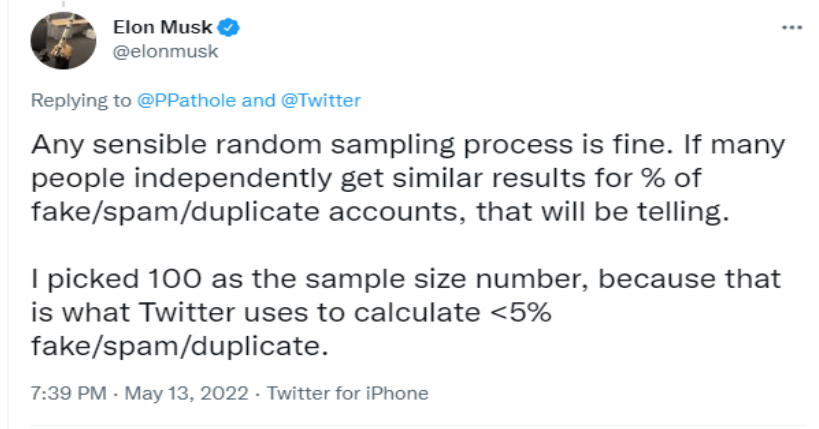 Elon Musk
@elonmusk
Replying to @PPathole and @Twitter
Any sensible random sampling process is fine. If many
people independently get similar results for % of
fake/spam/duplicate accounts, that will be telling.
I picked 100 as the sample size number, because that
is what Twitter uses to calculate <5%
fake/spam/duplicate.
7:39 PM · May 13, 2022 · Twitter for iPhone